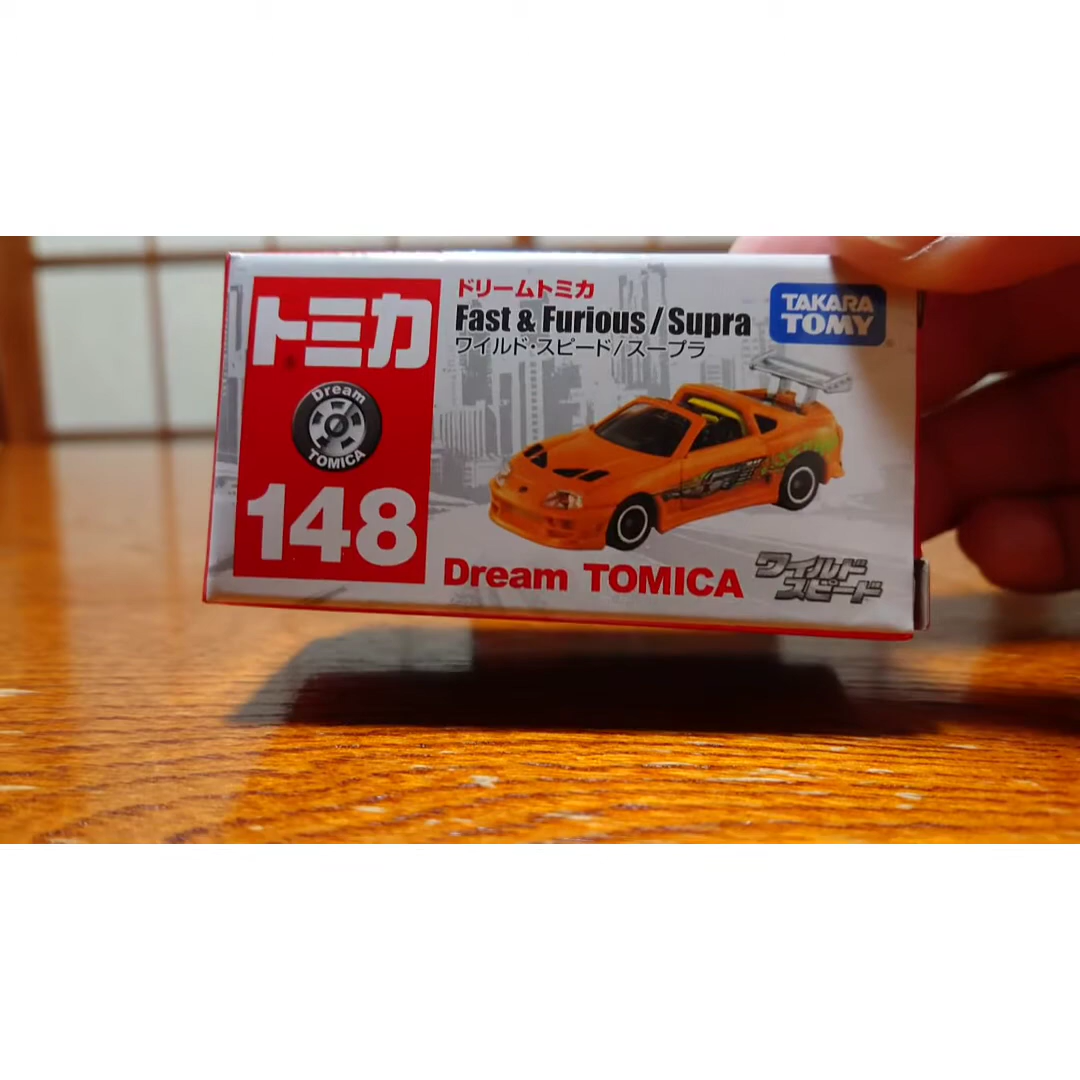 トミカ
Dream
TOMICA
148
ドリームトミカ
Fast & Furious / Supra
ワイルド・スピード/スープラ
TAKARA
TOMY
Dream TOMICA
ワイルド
スピード